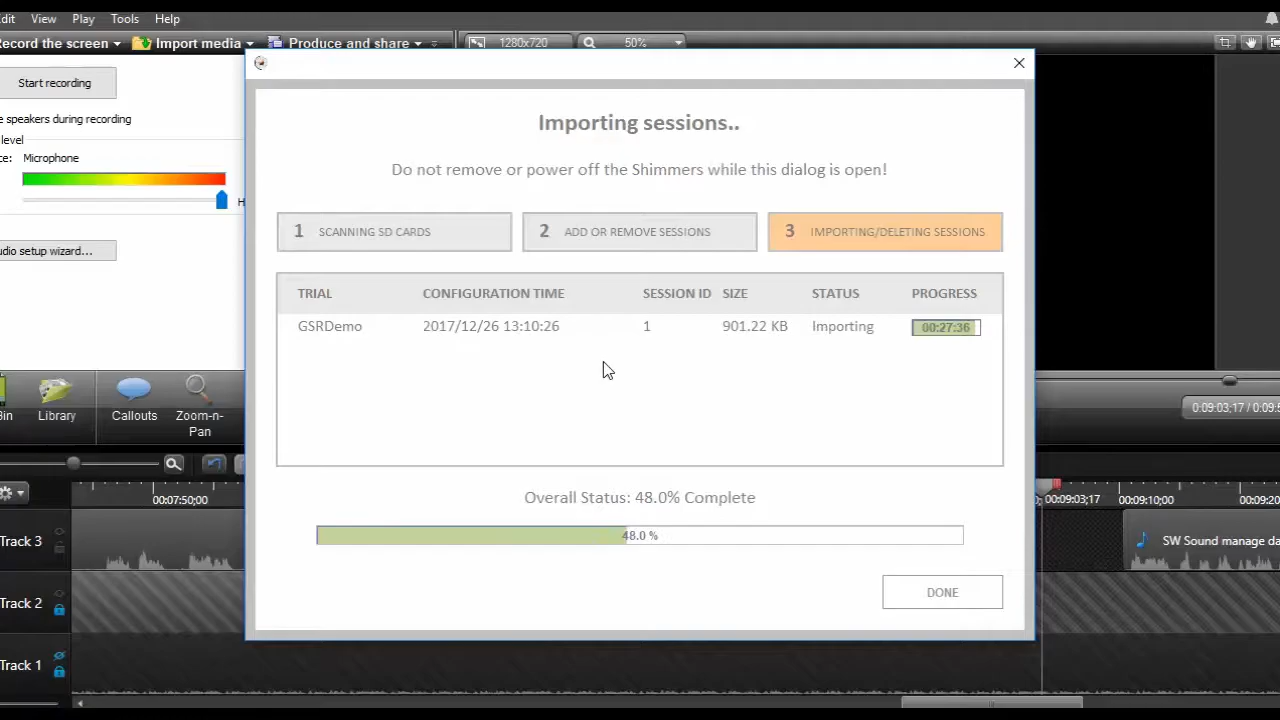 dit View Play Tools Help
ecord the screen Import media Produce and share 1280x720 50%
Start recording
e speakers during recording
level
ce: Microphone
H
dio setup wizard...
Importing sessions..
Do not remove or power off the Shimmers while this dialog is open!
1 SCANNING SD CARDS 2 ADD OR REMOVE SESSIONS 3 IMPORTING/DELETING SESSIONS
TRIAL CONFIGURATION TIME SESSION ID SIZE STATUS PROGRESS
GSRDemo 2017/12/26 13:10:26 1 901.22 KB Importing 00:27:36
Overall Status: 48.0% Complete
48.0 %
DONE
Bin Library Callouts Zoom-n-
Pan
0:09:03;17 / 0:09:5
00:07:50;00 00:09:03;17 00:09:10;00 00:09:20
Track 3 SW Sound manage da
Track 2
Track 1